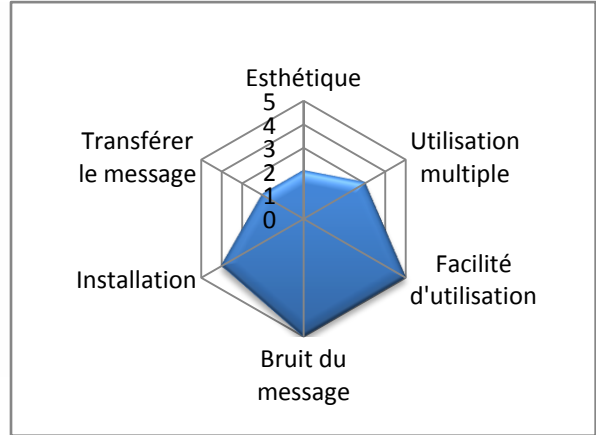 Esthétique
5
4
3
2
1
0
Utilisation
multiple
Facilité
d'utilisation
Bruit du
message
Installation
Transférer
le message